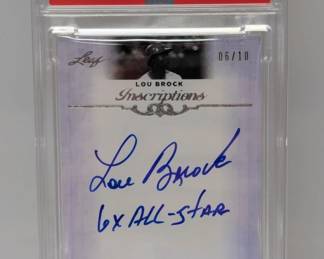 Leaf
LOU BROCK
06/10
Inscriptions
Lou Brock
6x ALL-STAR